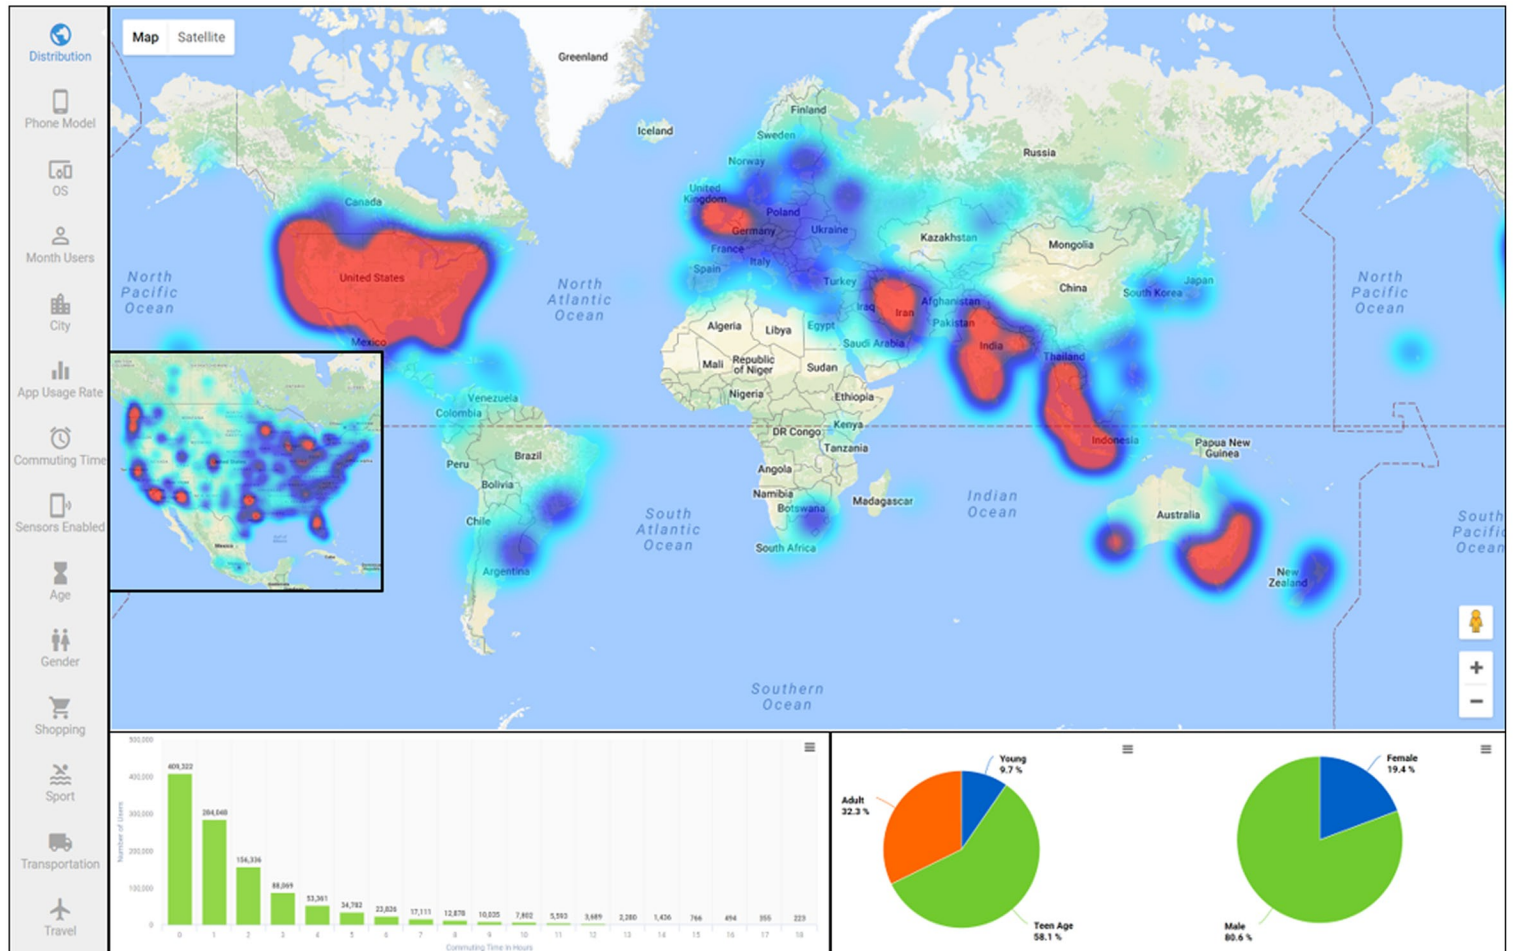 Distribution
Phone Model
OS
Month Users
City
App Usage Rate
Commuting Time
Sensors Enabled
Age
Gender
Shopping
Sport
Transportation
Travel
Map
Satellite
Greenland
Iceland
Finland
Sweden
Norway
Russia
United
Kingdom
Poland
Germany
Ukraine
France
Italy
Spain
Turkey
Kazakhstan
Mongolia
China
South Korea
Japan
Canada
United States
Mexico
North
Pacific
Ocean
North
Atlantic
Ocean
North
Pacific
Ocean
Iraq
Iran
Afghanistan
Pakistan
India
Thailand
Algeria
Libya
Egypt
Saudi Arabia
Mali
Republic
of Niger
Sudan
Nigeria
Ethiopia
Venezuela
Colombia
DR Congo
Kenya
Tanzania
Indonesia
Papua New
Guinea
Peru
Brazil
Bolivia
Angola
Namibia
Botswana
Madagascar
Chile
South Africa
Argentina
South
Atlantic
Ocean
Indian
Ocean
Australia
New
Zealand
South
Pacific
Ocean
Southern
Ocean
Mexico
+
−
500,000
400,000
300,000
200,000
100,000
0
Number of Users
409,322
284,048
156,336
88,069
53,361
34,782
23,826
17,111
12,878
10,035
7,802
5,593
3,689
2,280
1,436
766
494
355
223
0 1 2 3 4 5 6 7 8 9 10 11 12 13 14 15 16 17 18
Commuting Time In Hours
Young
9.7 %
Adult
32.3 %
Teen Age
58.1 %
Female
19.4 %
Male
80.6 %